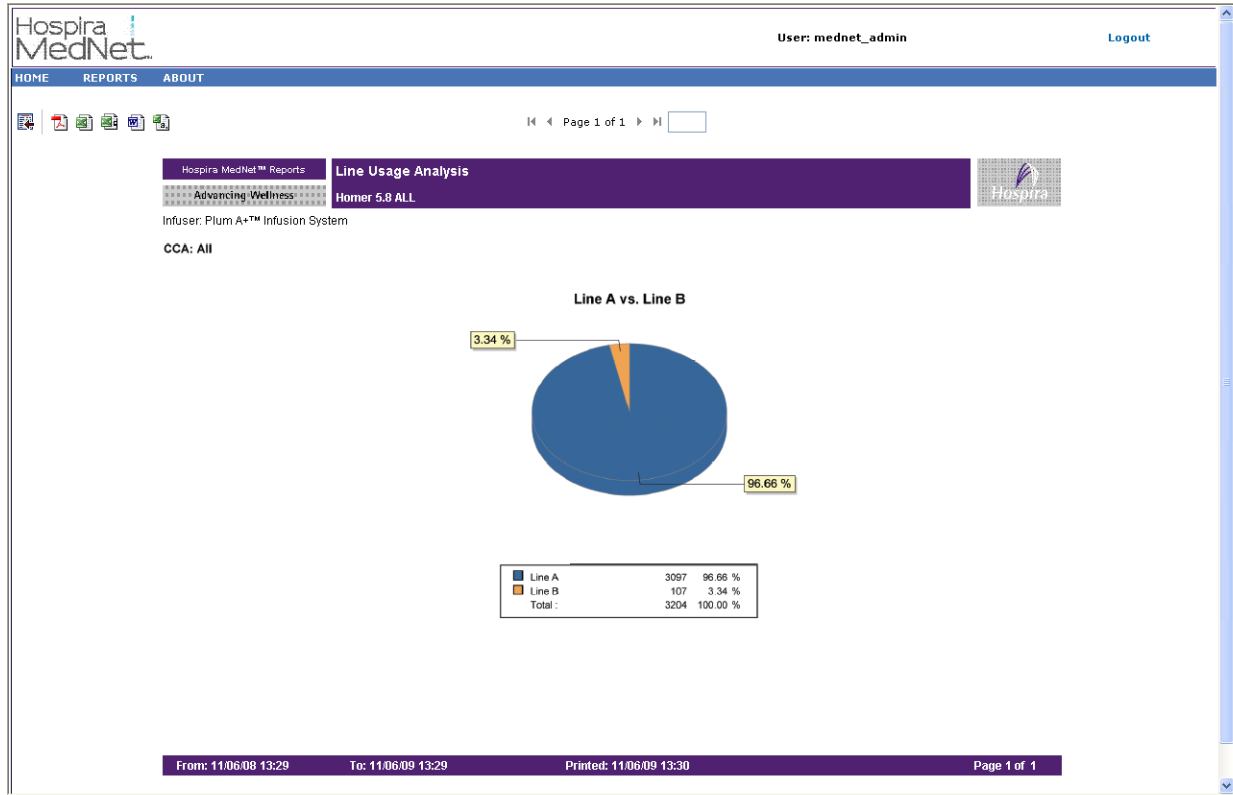 Hospira
MedNet™
User: mednet_admin
Logout
HOME REPORTS ABOUT
Page 1 of 1
Hospira MedNet™ Reports
Advancing Wellness
Line Usage Analysis
Homer 5.8 ALL
Hospira
Infuser: Plum A+™ Infusion System
CCA: All
Line A vs. Line B
3.34 %
96.66 %
Line A 3097 96.66 %
Line B 107 3.34 %
Total : 3204 100.00 %
From: 11/06/08 13:29 To: 11/06/09 13:29 Printed: 11/06/09 13:30 Page 1 of 1